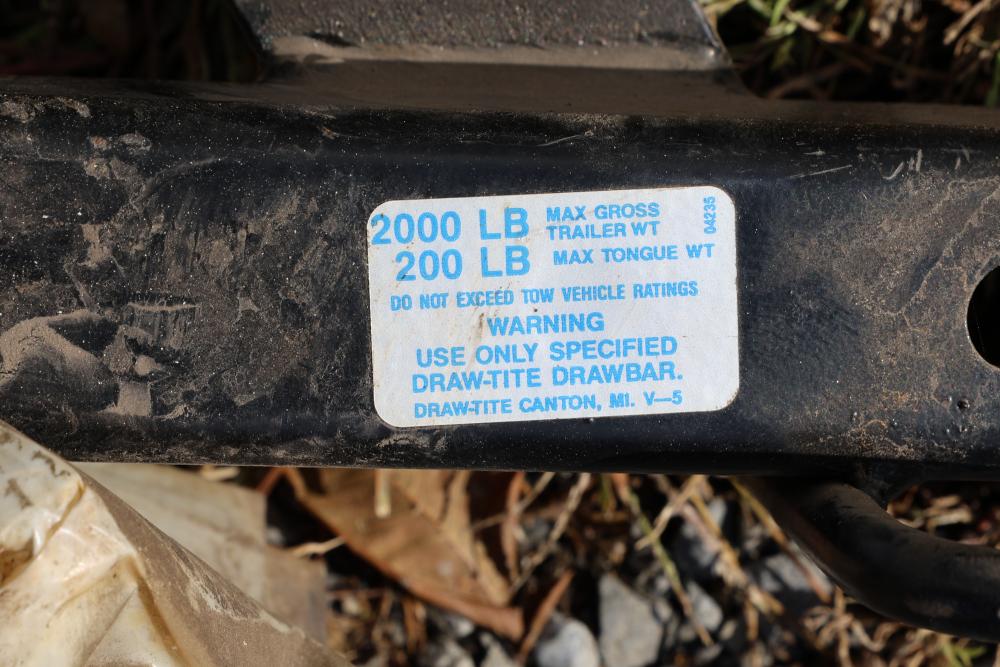 2000 LB MAX GROSS
TRAILER WT
200 LB MAX TONGUE WT
04235
DO NOT EXCEED TOW VEHICLE RATINGS
WARNING
USE ONLY SPECIFIED
DRAW-TITE DRAWBAR.
DRAW-TITE CANTON, MI. V—5